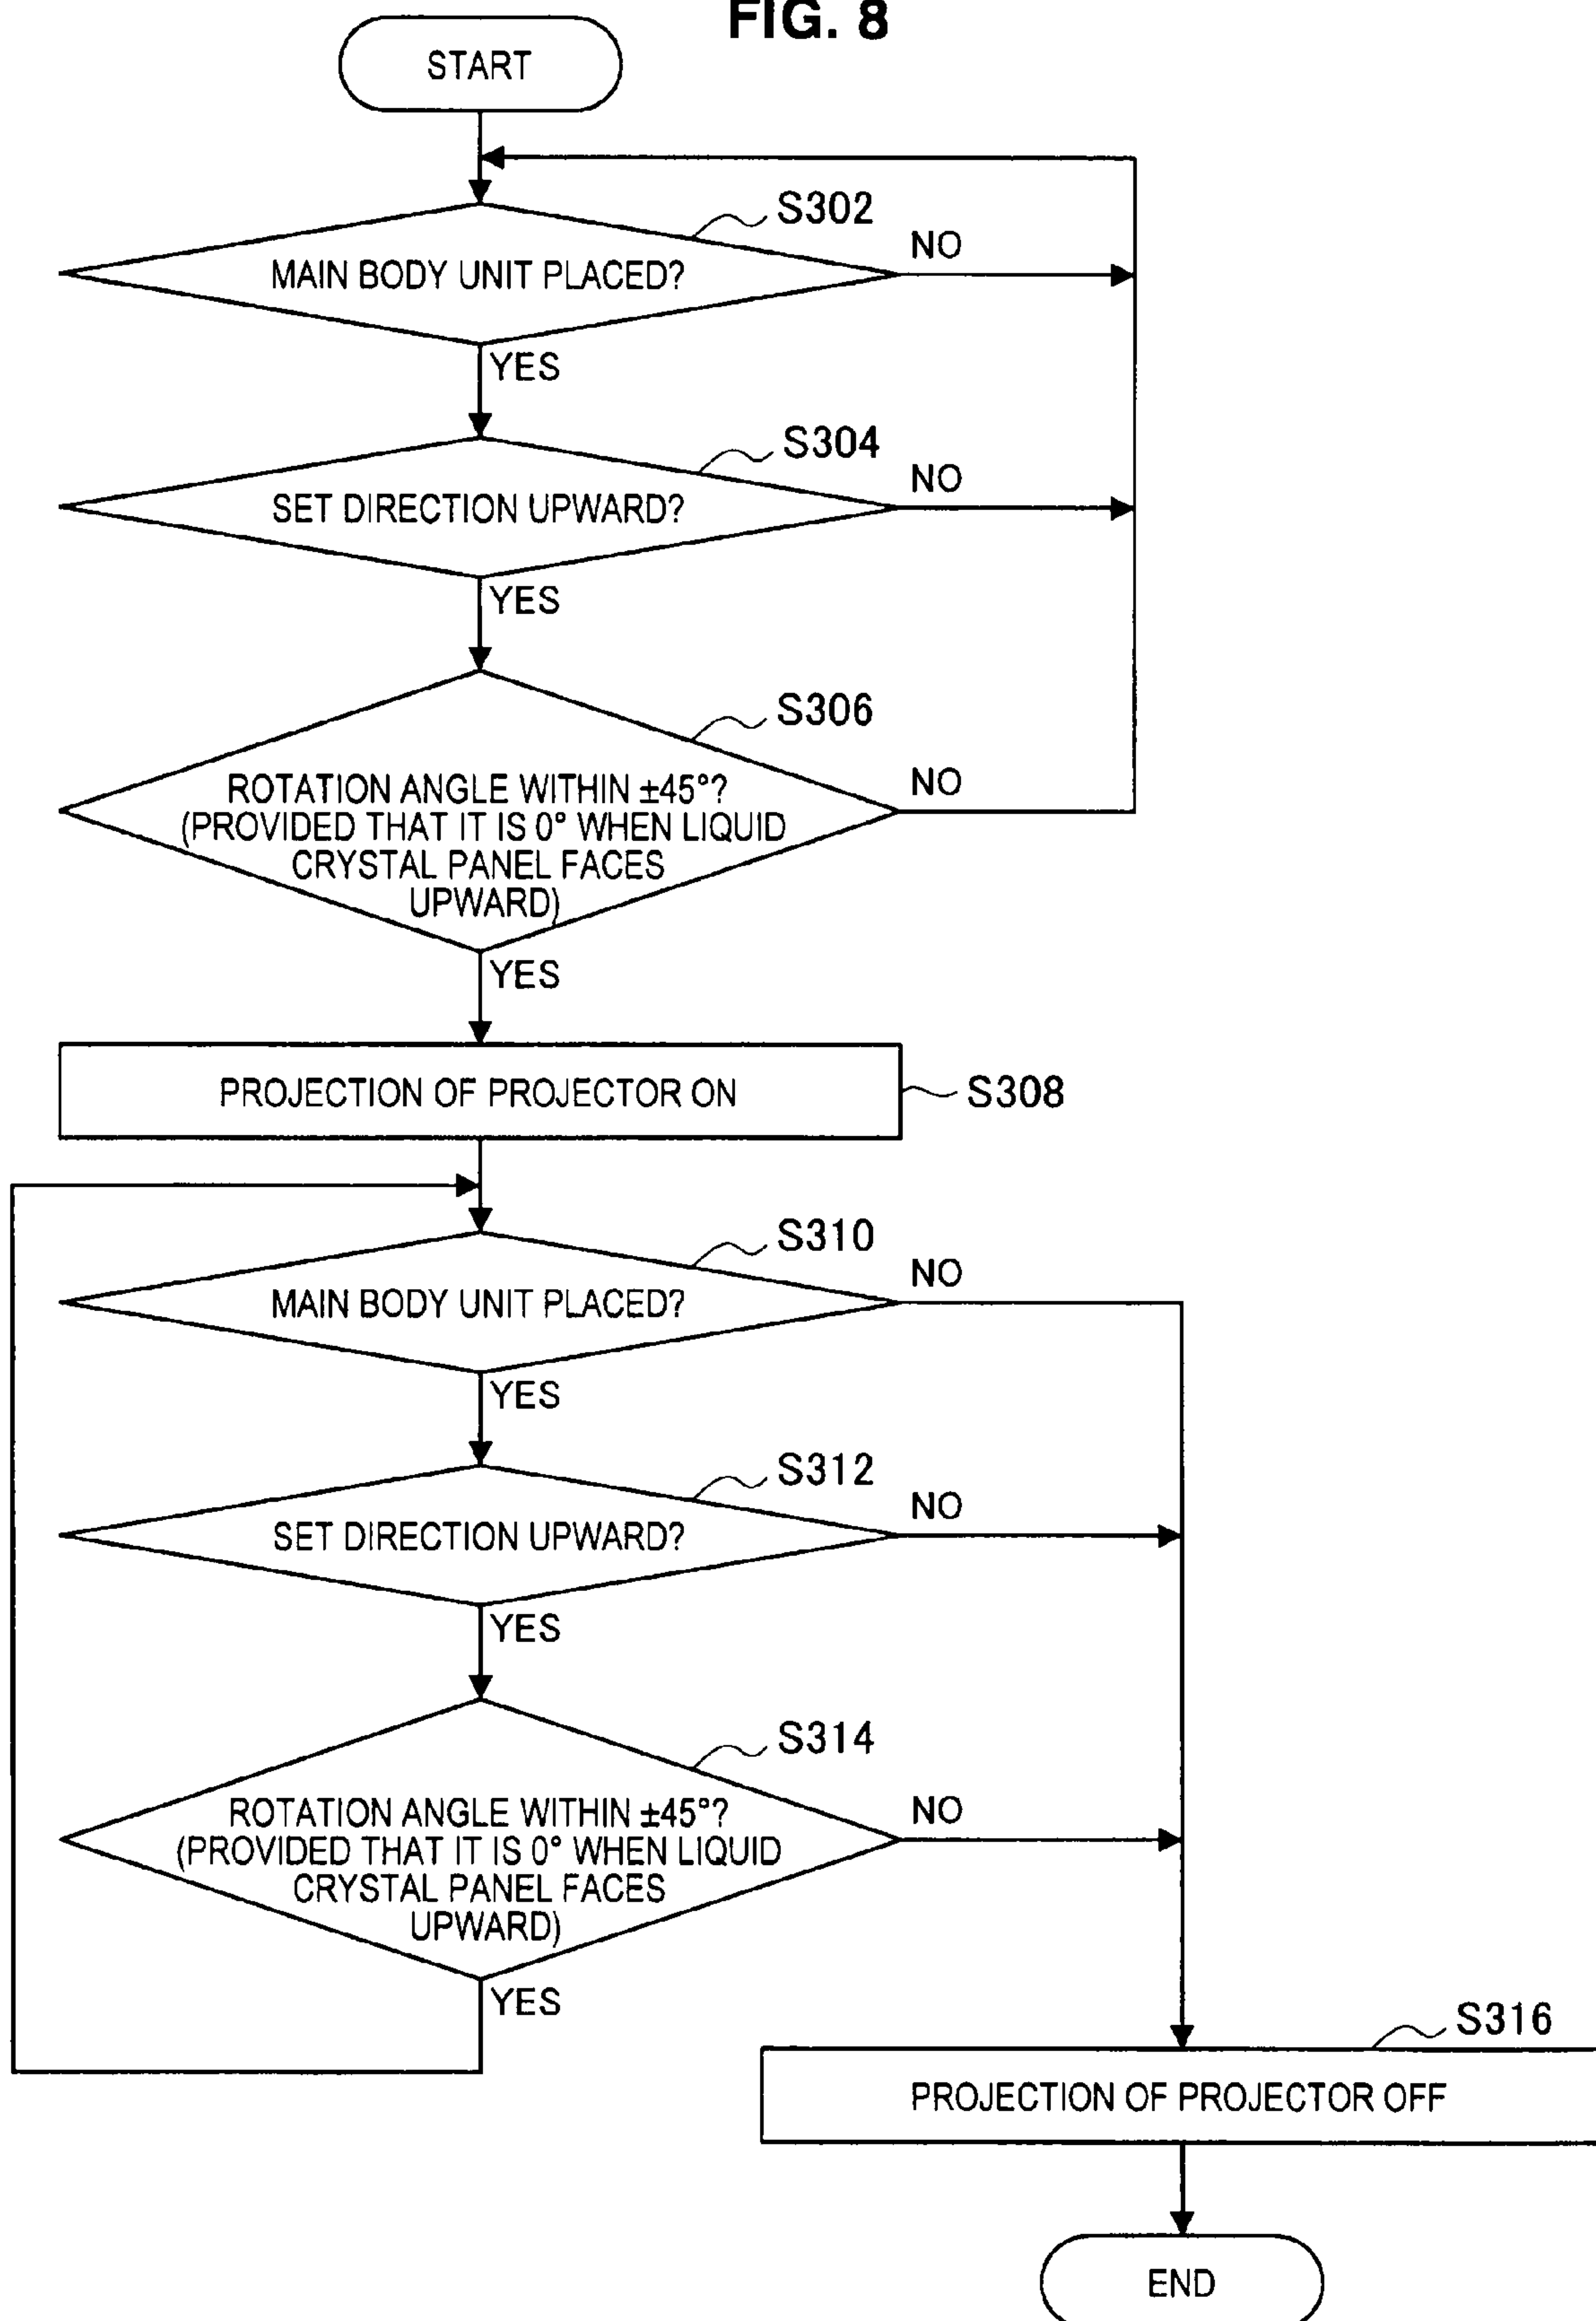 FIG. 8
START
S302
MAIN BODY UNIT PLACED?
NO
YES
S304
SET DIRECTION UPWARD?
NO
YES
S306
ROTATION ANGLE WITHIN ±45°?
(PROVIDED THAT IT IS 0° WHEN LIQUID
CRYSTAL PANEL FACES
UPWARD)
NO
YES
PROJECTION OF PROJECTOR ON
S308
S310
MAIN BODY UNIT PLACED?
NO
YES
S312
SET DIRECTION UPWARD?
NO
YES
S314
ROTATION ANGLE WITHIN ±45°?
(PROVIDED THAT IT IS 0° WHEN LIQUID
CRYSTAL PANEL FACES
UPWARD)
NO
YES
S316
PROJECTION OF PROJECTOR OFF
END